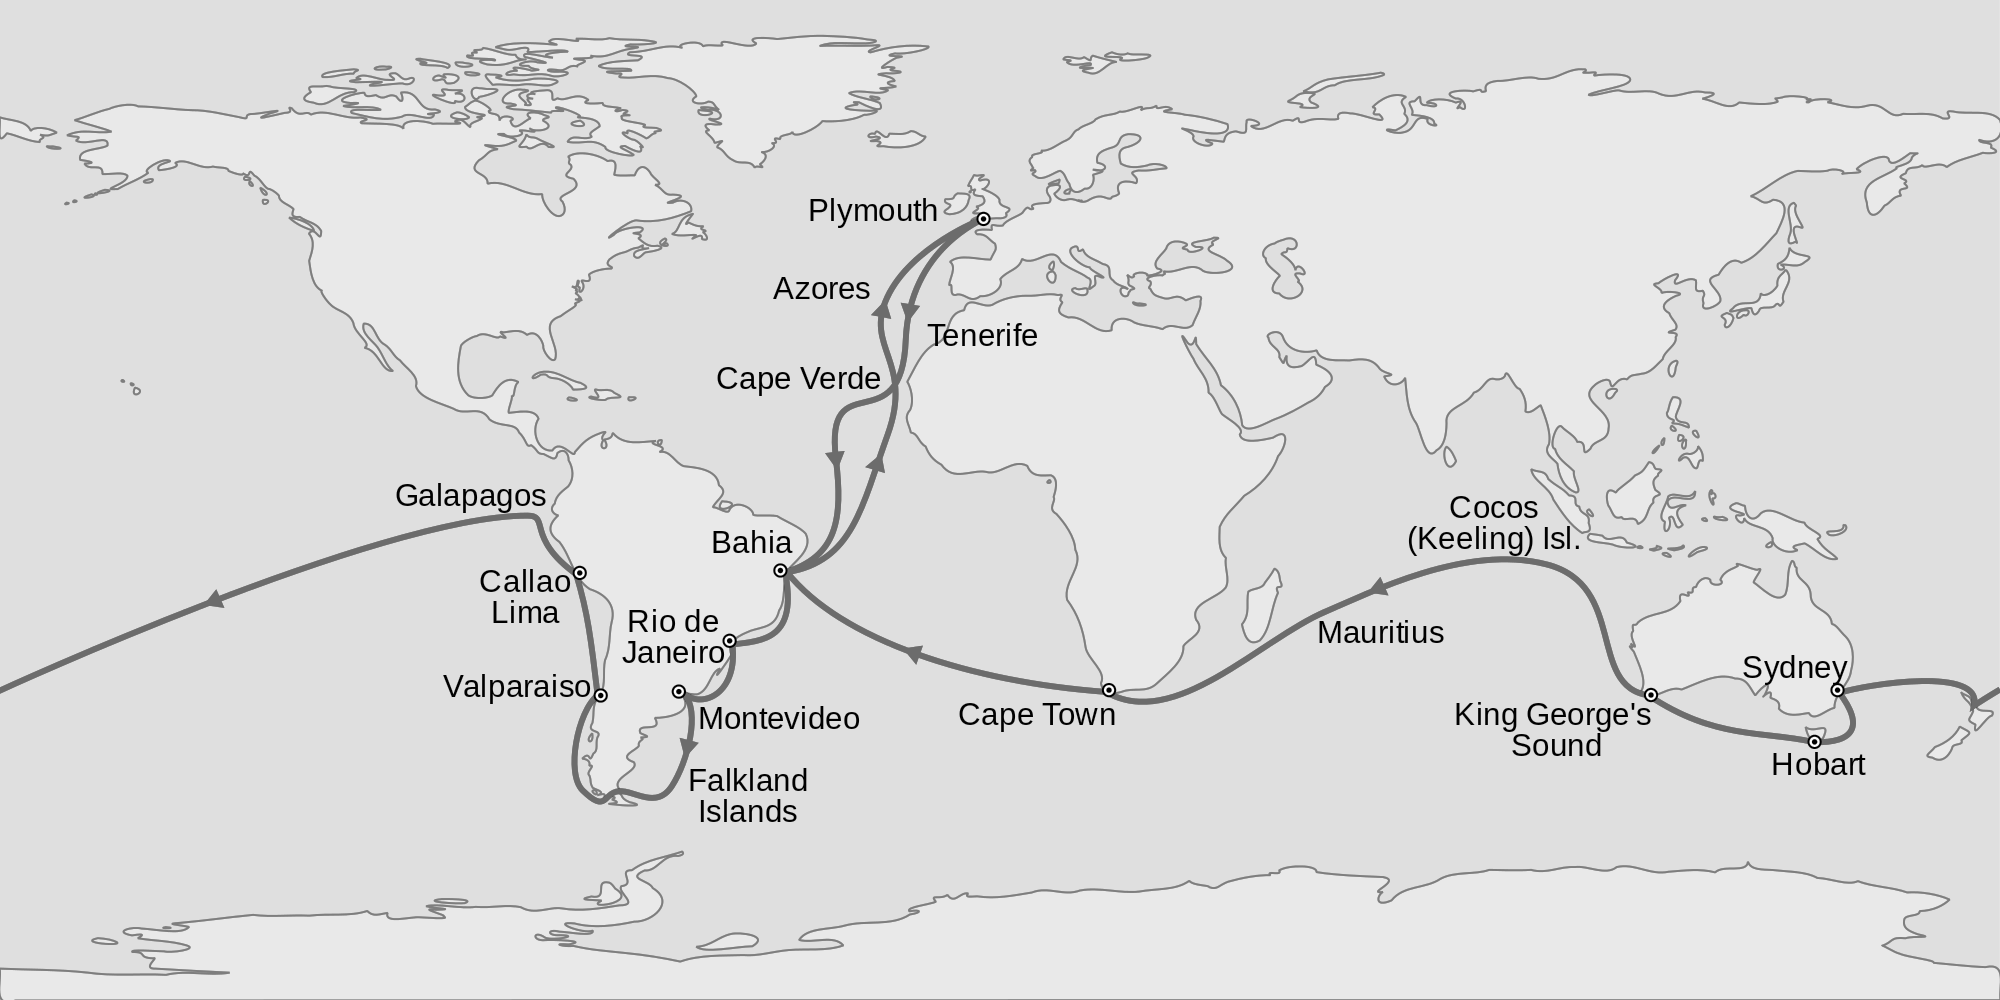 Plymouth
Azores
Tenerife
Cape Verde
Galapagos
Cocos
(Keeling) Isl.
Bahia
Callao
Lima
Rio de
Janeiro
Mauritius
Valparaiso
Sydney
Montevideo
Cape Town
King George's
Sound
Hobart
Falkland
Islands